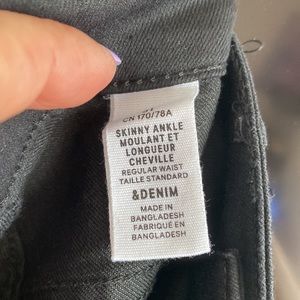 CN 170/78A
SKINNY ANKLE
MOULANT ET
LONGUEUR
CHEVILLE
REGULAR WAIST
TAILLE STANDARD
&DENIM
MADE IN
BANGLADESH
FABRIQUÉ EN
BANGLADESH